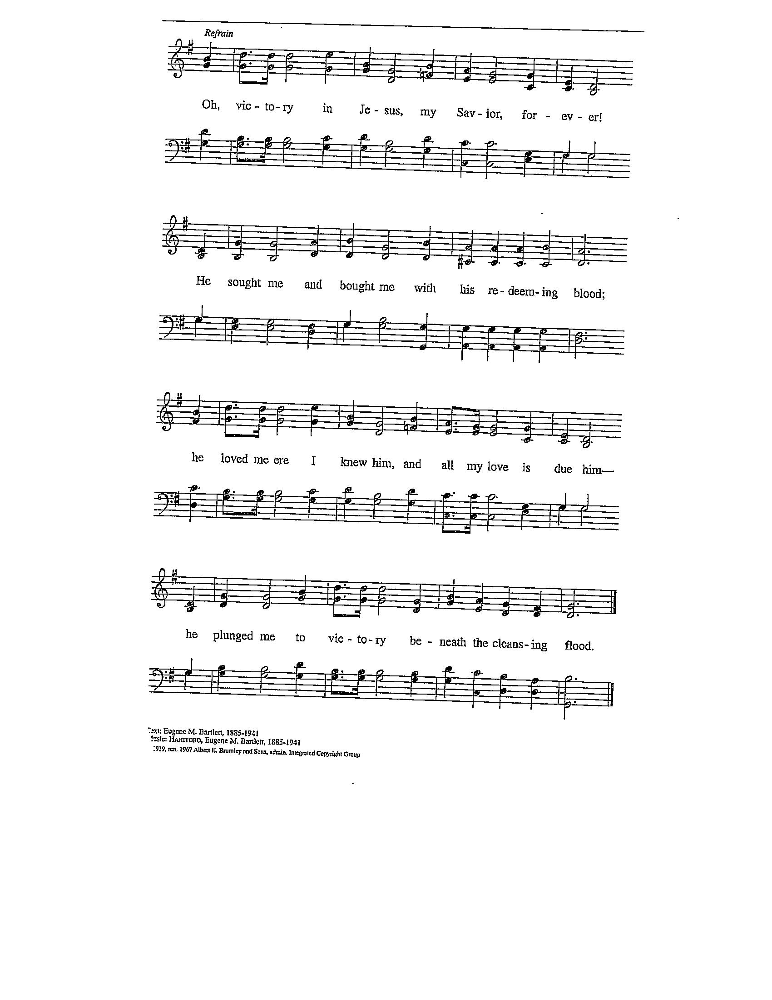 Refrain
Oh, vic - to - ry in Je - sus, my Sav - ior, for - ev - er!
He sought me and bought me with his re - deem - ing blood;
he loved me ere I knew him, and all my love is due him—
he plunged me to vic - to - ry be - neath the cleans - ing flood.
Text: Eugene M. Bartlett, 1885-1941
usic: HARTFORD, Eugene M. Bartlett, 1885-1941
1939, ren. 1967 Albert E. Brumley and Sons, admin. Integrated Copyright Group